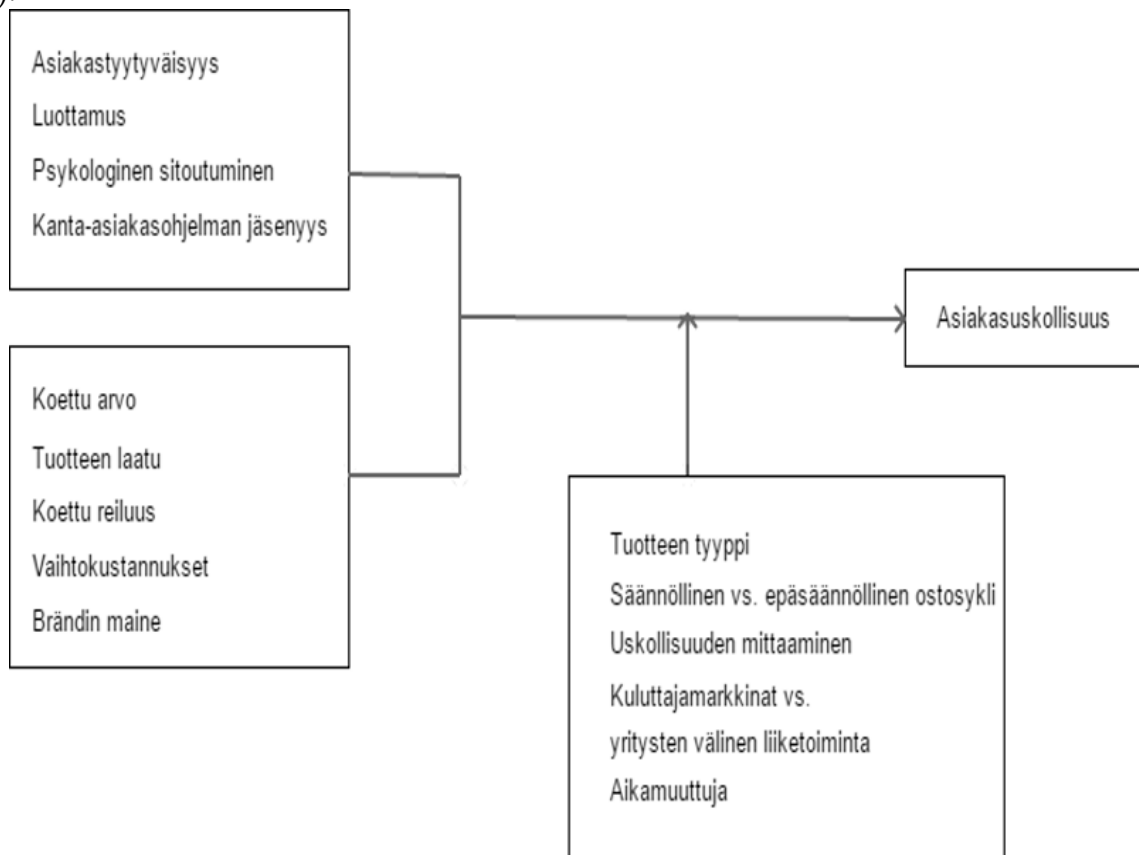 Asiakastyytyväisyys
Luottamus
Psykologinen sitoutuminen
Kanta-asiakasohjelman jäsenyys
Koettu arvo
Tuotteen laatu
Koettu reiluus
Vaihtokustannukset
Brändin maine
Asiakasuskollisuus
Tuotteen tyyppi
Säännöllinen vs. epäsäännöllinen ostosykli
Uskollisuuden mittaaminen
Kuluttajamarkkinat vs.
yritysten välinen liiketoiminta
Aikamuuttuja